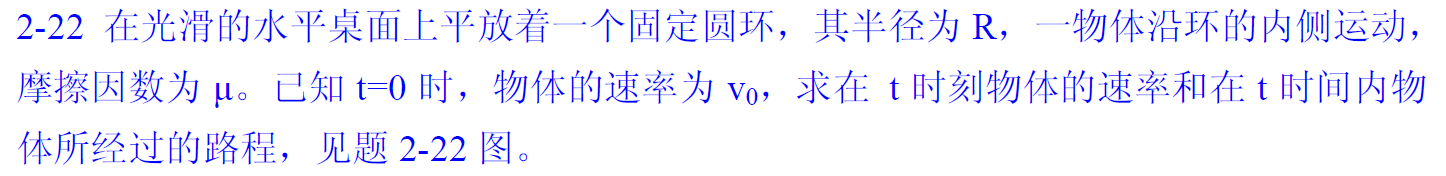 2-22 在光滑的水平桌面上平放着一个固定圆环，其半径为 R，一物体沿环的内侧运动，
摩擦因数为 μ。已知 t=0 时，物体的速率为 v₀，求在 t 时刻物体的速率和在 t 时间内物
体所经过的路程，见题 2-22 图。